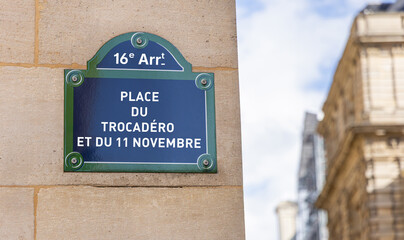 16e Arrt.
PLACE
DU
TROCADÉRO
ET DU 11 NOVEMBRE